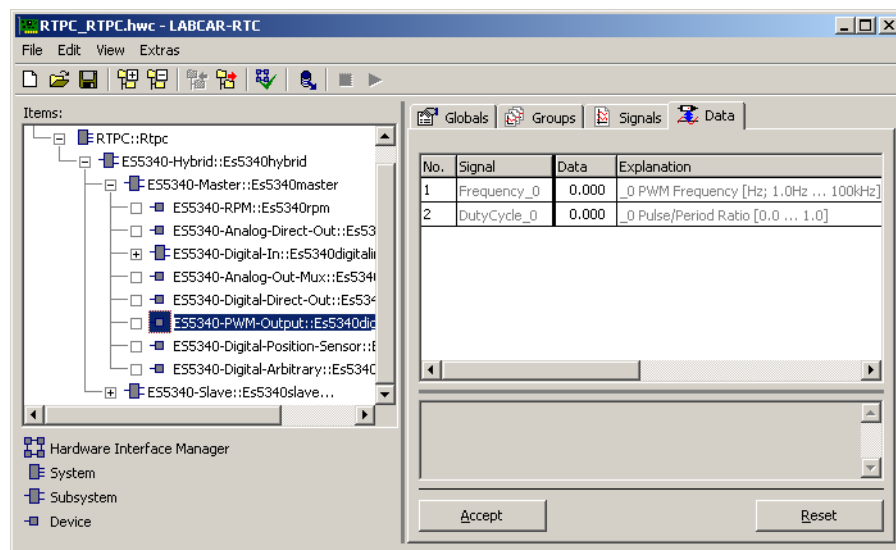 RTPC_RTPC.hwc - LABCAR-RTC
File Edit View Extras
Items:
RTPC::Rtpc
ES5340-Hybrid::Es5340hybrid
ES5340-Master::Es5340master
ES5340-RPM::Es5340rpm
ES5340-Analog-Direct-Out::Es53
ES5340-Digital-In::Es5340digitali
ES5340-Analog-Out-Mux::Es534
ES5340-Digital-Direct-Out::Es534
ES5340-PWM-Output::Es5340dig
ES5340-Digital-Position-Sensor::E
ES5340-Digital-Arbitrary::Es534C
ES5340-Slave::Es5340slave...
Hardware Interface Manager
System
Subsystem
Device
Globals Groups Signals Data
No. Signal Data Explanation
1 Frequency_0 0.000 _0 PWM Frequency [Hz; 1.0Hz ... 100kHz]
2 DutyCycle_0 0.000 _0 Pulse/Period Ratio [0.0 ... 1.0]
Accept Reset